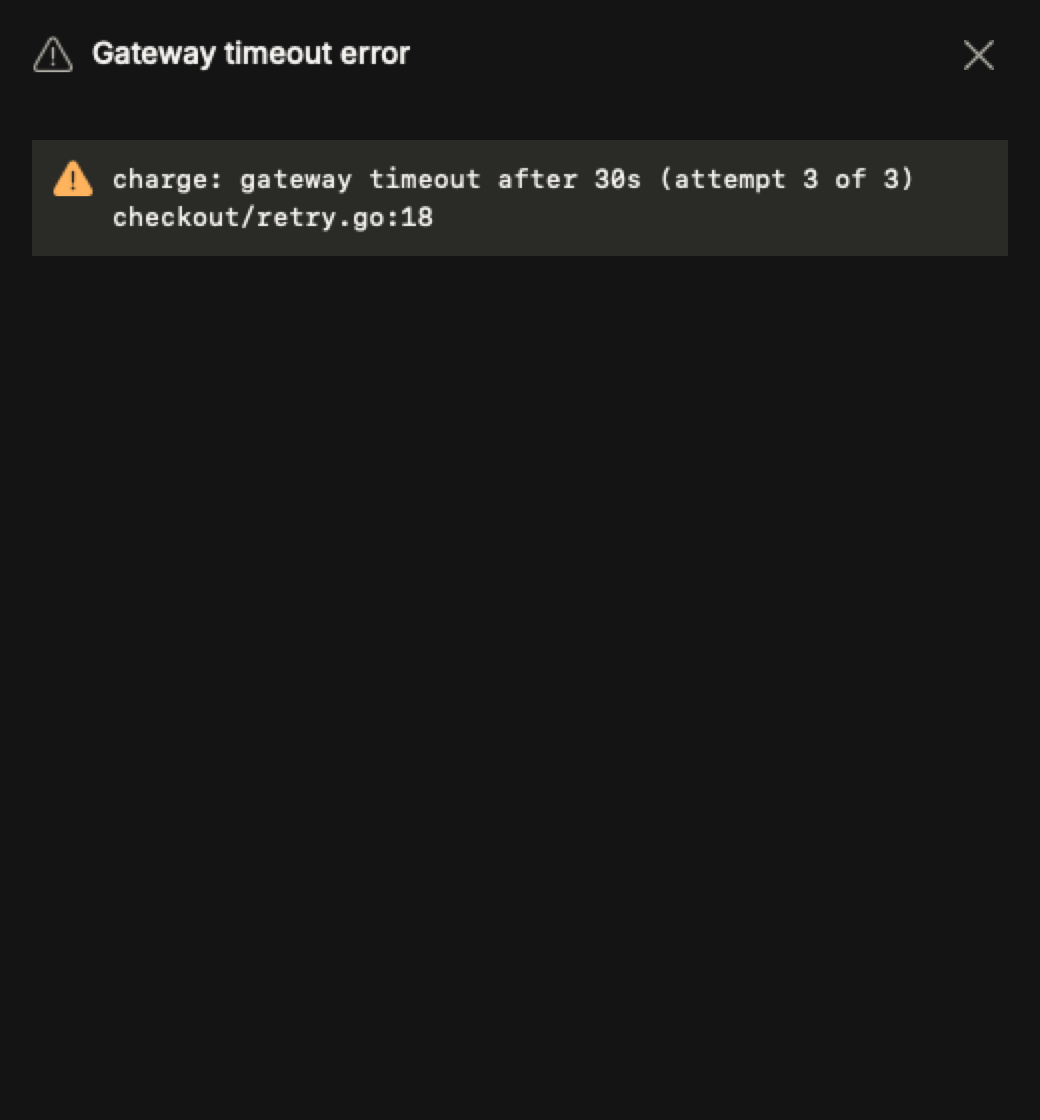 Gateway timeout error
charge: gateway timeout after 30s (attempt 3 of 3)
checkout/retry.go:18